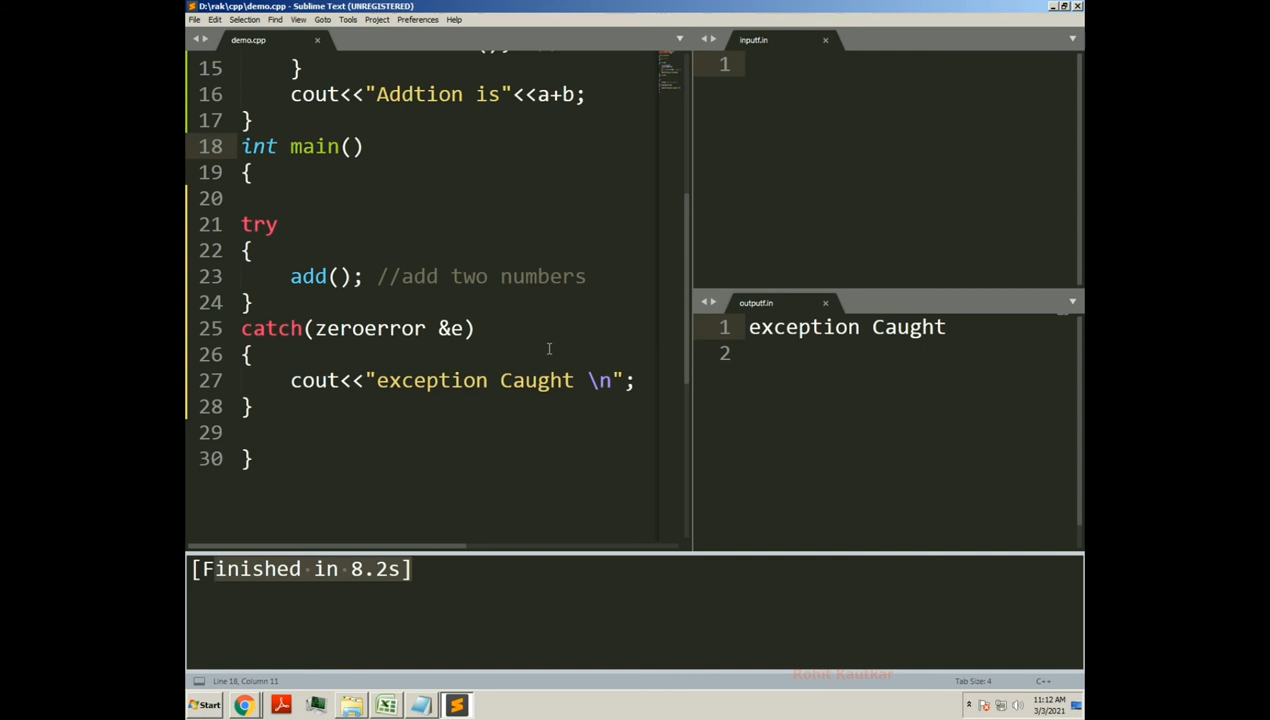 D:\rak\cpp\demo.cpp - Sublime Text (UNREGISTERED)
File Edit Selection Find View Goto Tools Project Preferences Help
demo.cpp
15 }
16 cout<<"Addtion is"<<a+b;
17 }
18 int main()
19 {
20
21 try
22 {
23 add(); //add two numbers
24 }
25 catch(zeroerror &e)
26 {
27 cout<<"exception Caught \n";
28 }
29
30 }
inputf.in
1
outputf.in
1 exception Caught
2
[Finished in 8.2s]
Rohit Kautkar
Line 18, Column 11
Tab Size: 4
C++
Start
11:12 AM
3/3/2021